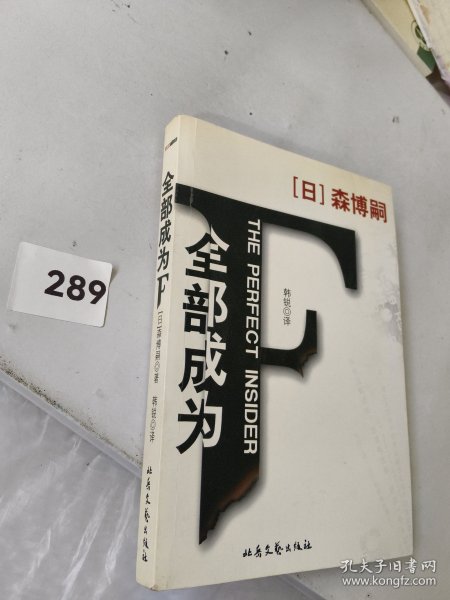 289
全部成为F
[日]森博嗣◎著
韩锐◎译
北岳文艺出版社
[日] 森博嗣
F
全部成为
THE PERFECT INSIDER
韩锐◎译
北岳文艺出版社
孔夫子旧书网
www.kongfz.com